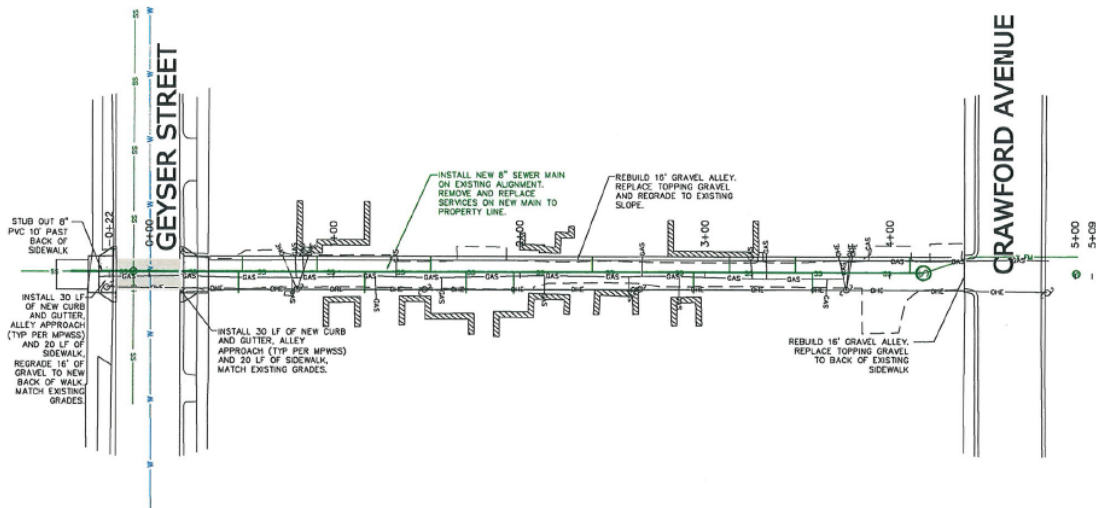 GEYSER STREET
CRAWFORD AVENUE
INSTALL NEW 8" SEWER MAIN
ON EXISTING ALIGNMENT.
REMOVE AND REPLACE
SERVICES ON NEW MAIN TO
PROPERTY LINE.
REBUILD 16' GRAVEL ALLEY.
REPLACE TOPPING GRAVEL
AND REGRADE TO EXISTING
SLOPE.
STUB OUT 8"
PVC 10' PAST
BACK OF
SIDEWALK
-0+22
0+00
3+00
4+00
5+00
5+09
INSTALL 30 LF
OF NEW CURB
AND GUTTER,
ALLEY APPROACH
(TYP PER MPWSS)
AND 20 LF OF
SIDEWALK,
REGRADE 16' OF
GRAVEL TO NEW
BACK OF WALK.
MATCH EXISTING
GRADES.
INSTALL 30 LF OF NEW CURB
AND GUTTER, ALLEY
APPROACH (TYP PER MPWSS)
AND 20 LF OF SIDEWALK,
MATCH EXISTING GRADES.
REBUILD 16' GRAVEL ALLEY.
REPLACE TOPPING GRAVEL
TO BACK OF EXISTING
SIDEWALK
SS
W
GAS
OHE